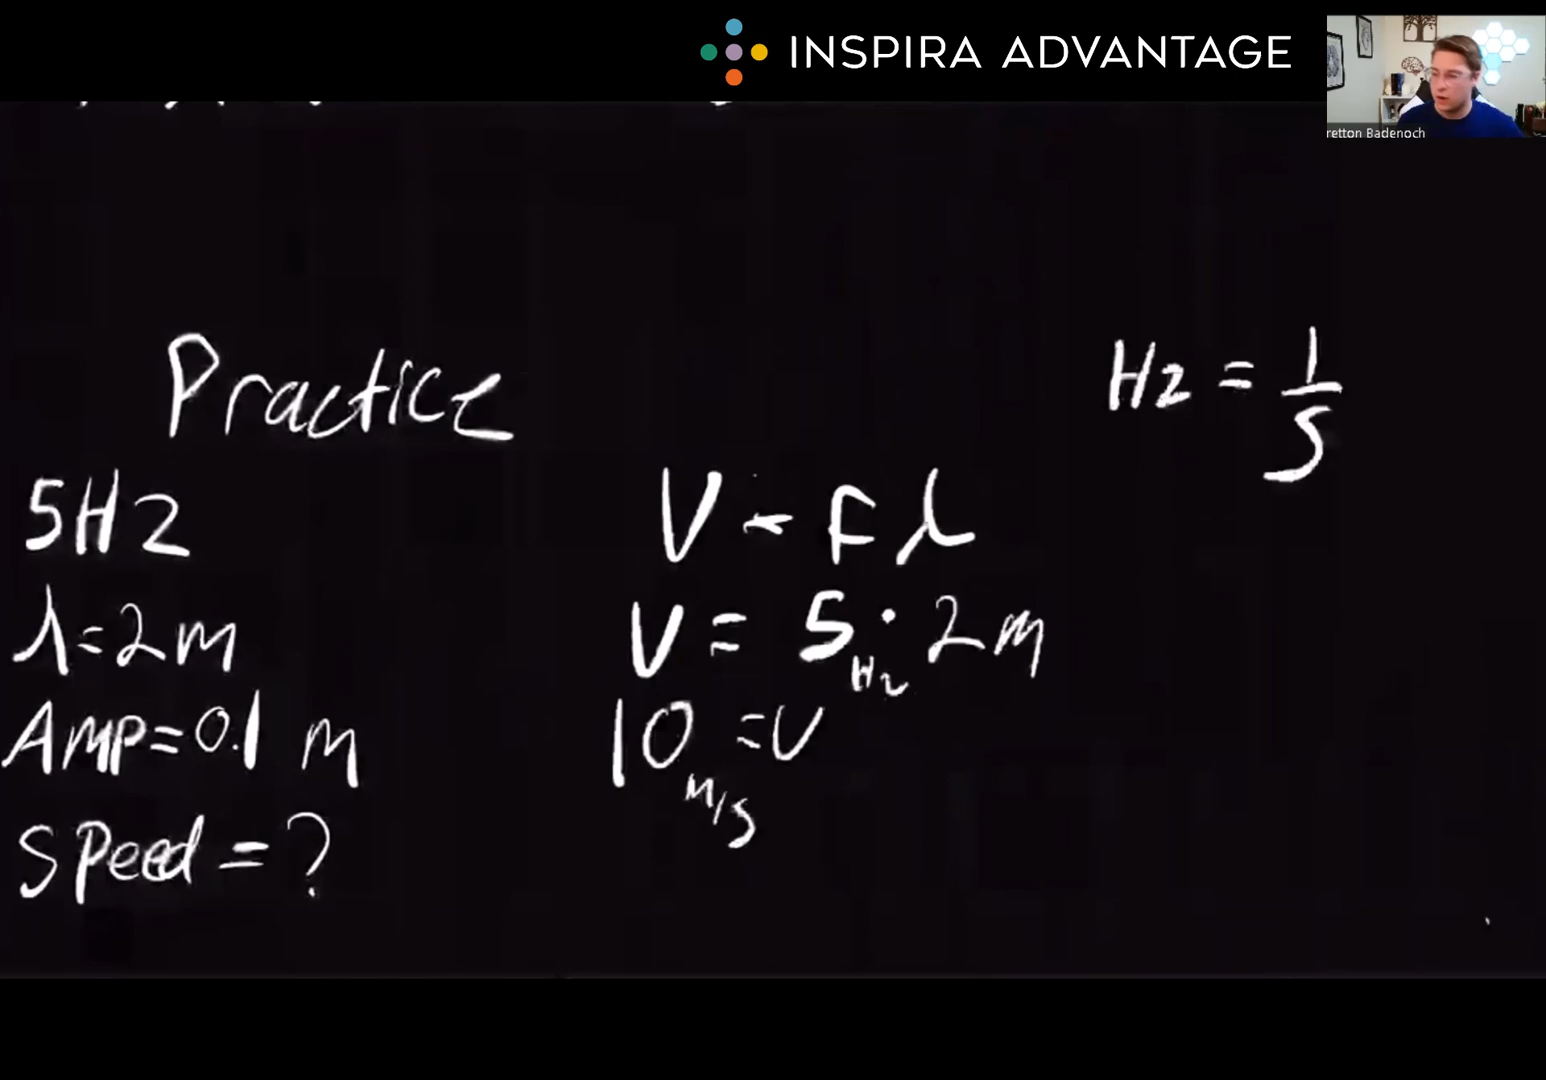 INSPIRA ADVANTAGE
retton Badenoch
Practice
Hz = 1/s
5Hz
V = Fλ
λ=2m
V = 5Hz · 2m
AMP=0.1 m
10 m/s =V
Speed = ?